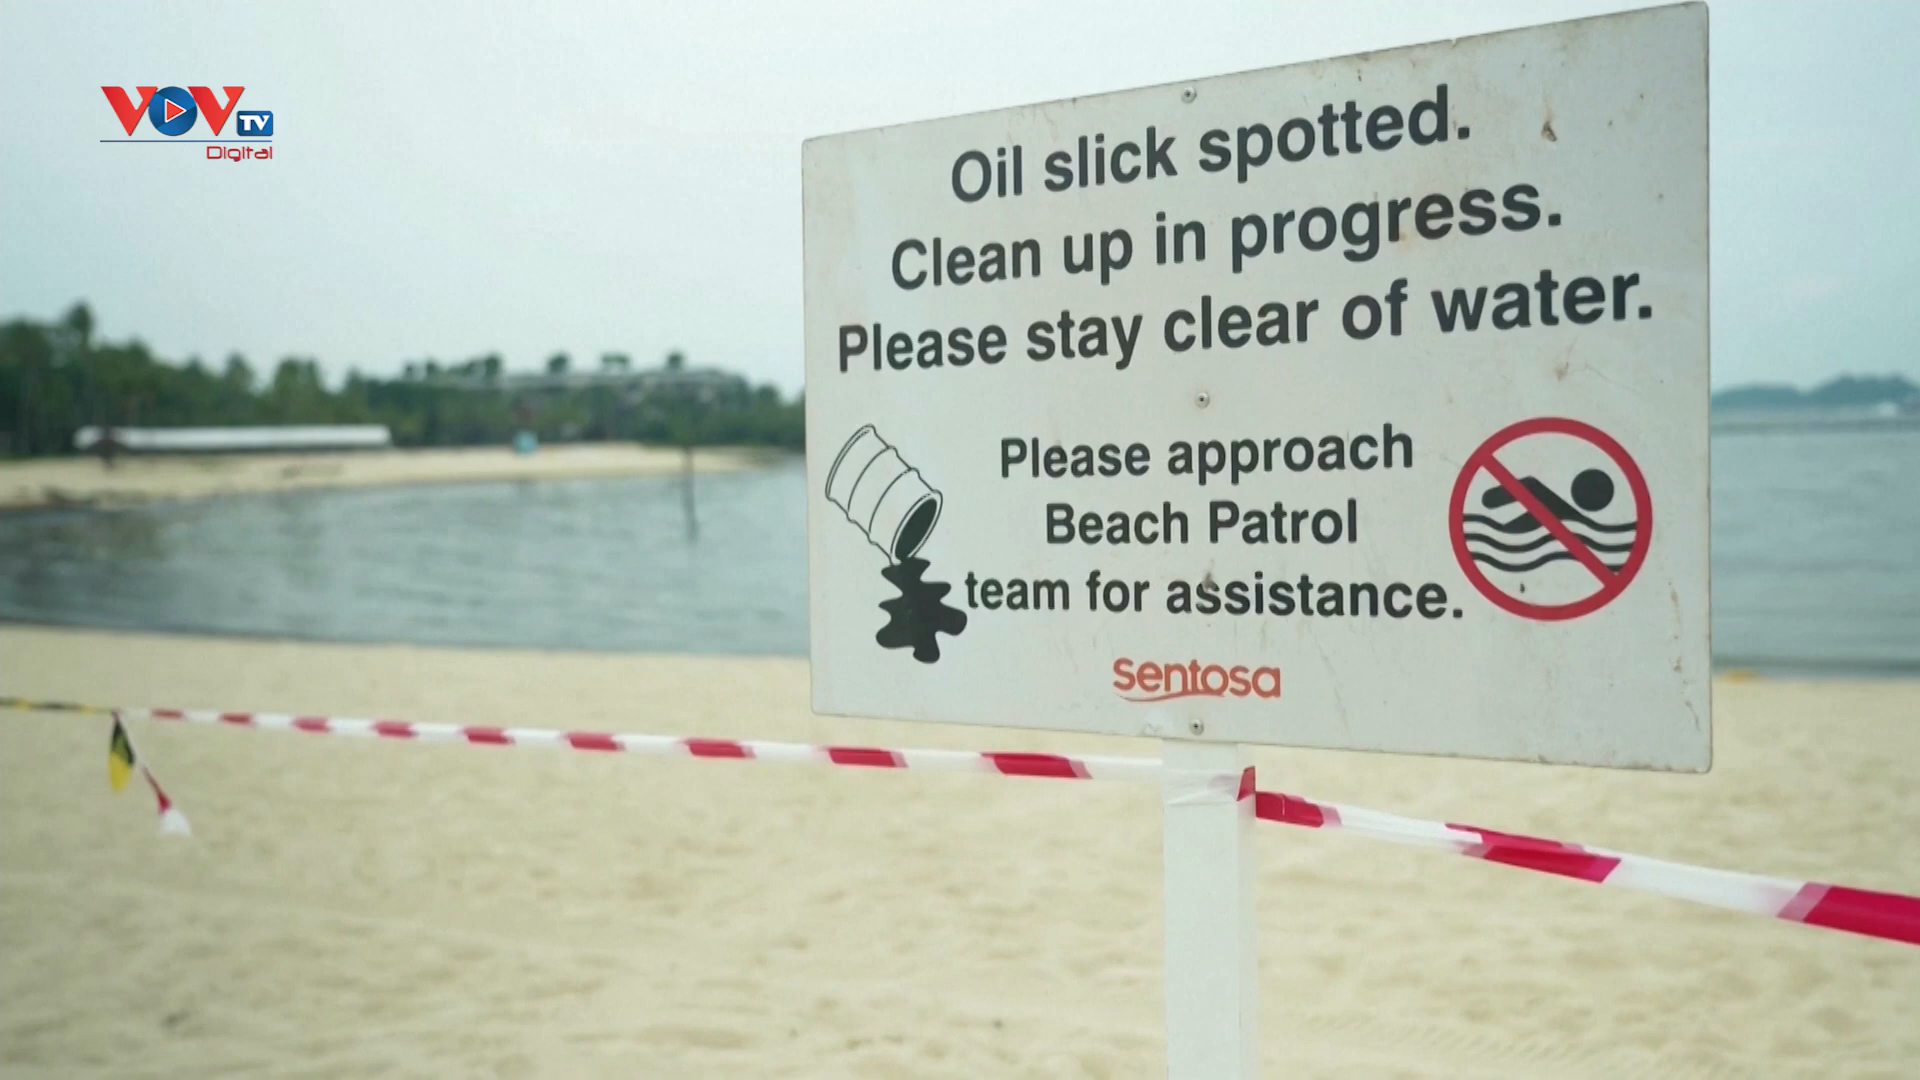 VOV TV
Digital
Oil slick spotted.
Clean up in progress.
Please stay clear of water.
Please approach
Beach Patrol
team for assistance.
sentosa